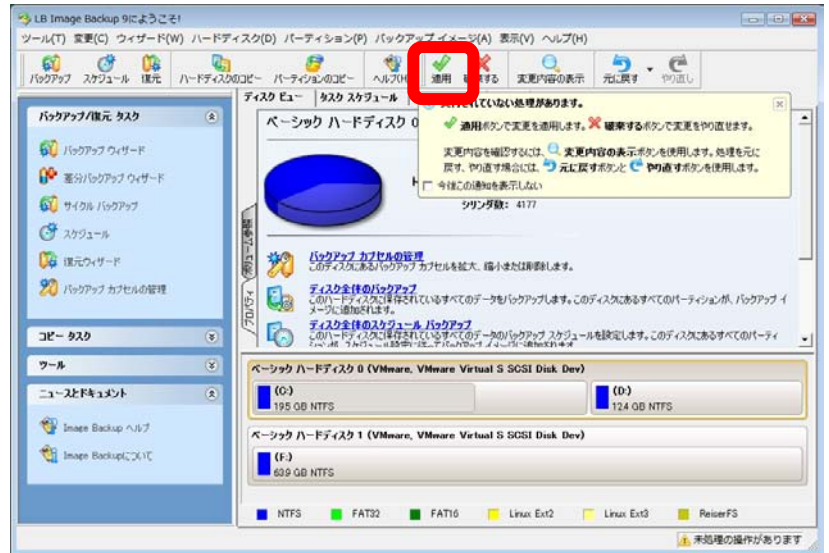 LB Image Backup 9にようこそ!
ツール(T) 変更(C) ウィザード(W) ハードディスク(D) パーティション(P) バックアップ イメージ(A) 表示(V) ヘルプ(H)
バックアップ スケジュール 復元 ハードディスクのコピー パーティションのコピー ヘルプ(H) 適用 破棄する 変更内容の表示 元に戻す やり直し
ディスク ビュー タスク スケジュール
バックアップ/復元 タスク
バックアップ ウィザード
差分バックアップ ウィザード
サイクル バックアップ
スケジュール
復元ウィザード
バックアップ カプセルの管理
コピー タスク
ツール
ニュースとドキュメント
Image Backup ヘルプ
Image Backupについて
ベーシック ハードディスク 0
されていない処理があります。
適用ボタンで変更を適用します。 破棄するボタンで変更をやり直せます。
変更内容を確認するには、 変更内容の表示ボタンを使用します。処理を元に
戻す、やり直す場合には、 元に戻すボタンと やり直すボタンを使用します。
今後この通知を表示しない
シリンダ数: 4177
プロパティ
バックアップ カプセルの管理
このディスクにあるバックアップ カプセルを拡大、縮小または削除します。
ディスク全体のバックアップ
このハードディスクに保存されているすべてのデータをバックアップします。このディスクにあるすべてのパーティションが、バックアップ イ
メージに追加されます。
ディスク全体のスケジュール バックアップ
このハードディスクに保存されているすべてのデータのバックアップ スケジュールを設定します。このディスクにあるすべてのパーティ
ベーシック ハードディスク 0 (VMware, VMware Virtual S SCSI Disk Dev)
(C:)
195 GB NTFS
(D:)
124 GB NTFS
ベーシック ハードディスク 1 (VMware, VMware Virtual S SCSI Disk Dev)
(F:)
639 GB NTFS
NTFS FAT32 FAT16 Linux Ext2 Linux Ext3 ReiserFS
未処理の操作があります